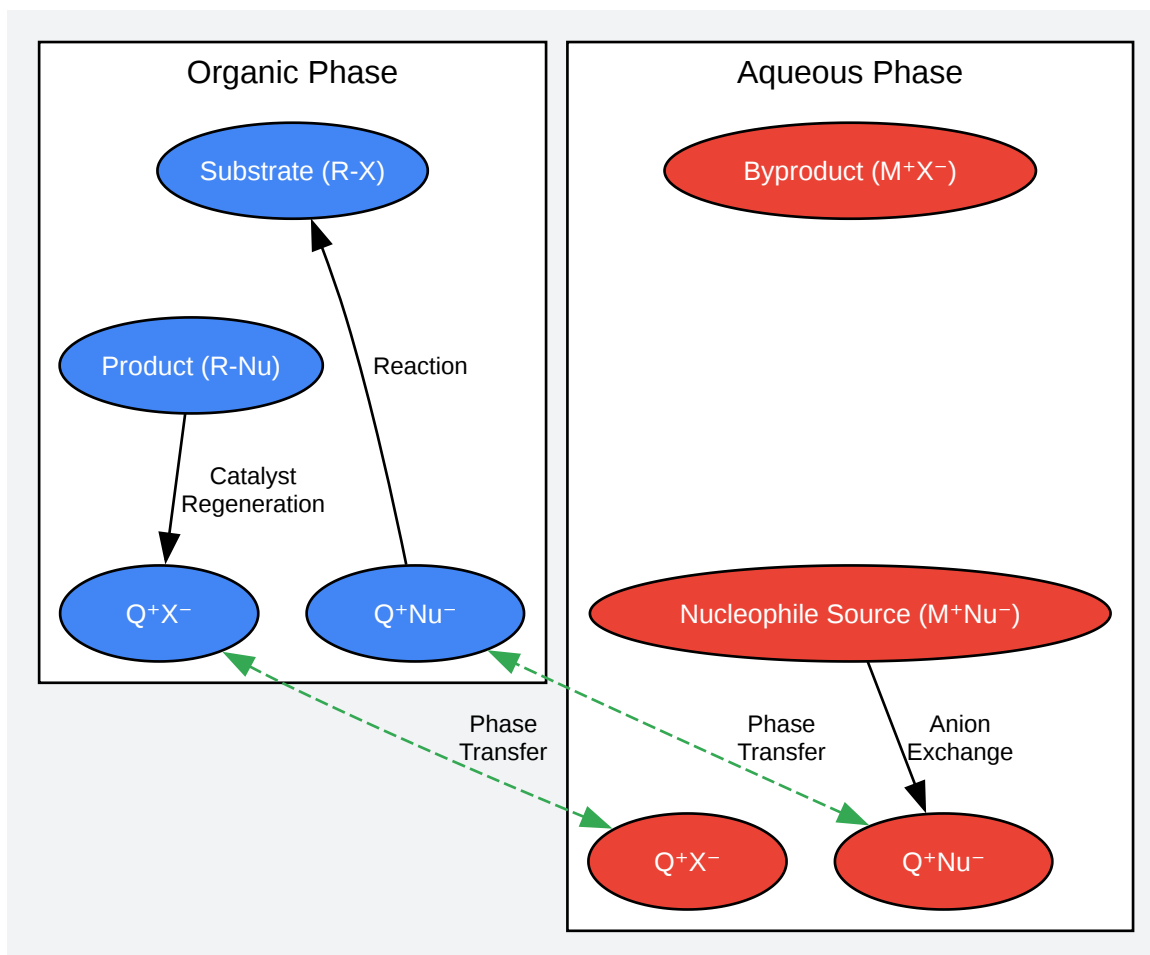 Organic Phase
Substrate (R-X)
Product (R-Nu)
Reaction
Catalyst
Regeneration
Q⁺X⁻
Q⁺Nu⁻
Phase
Transfer
Aqueous Phase
Byproduct (M⁺X⁻)
Nucleophile Source (M⁺Nu⁻)
Phase
Transfer
Anion
Exchange
Q⁺X⁻
Q⁺Nu⁻